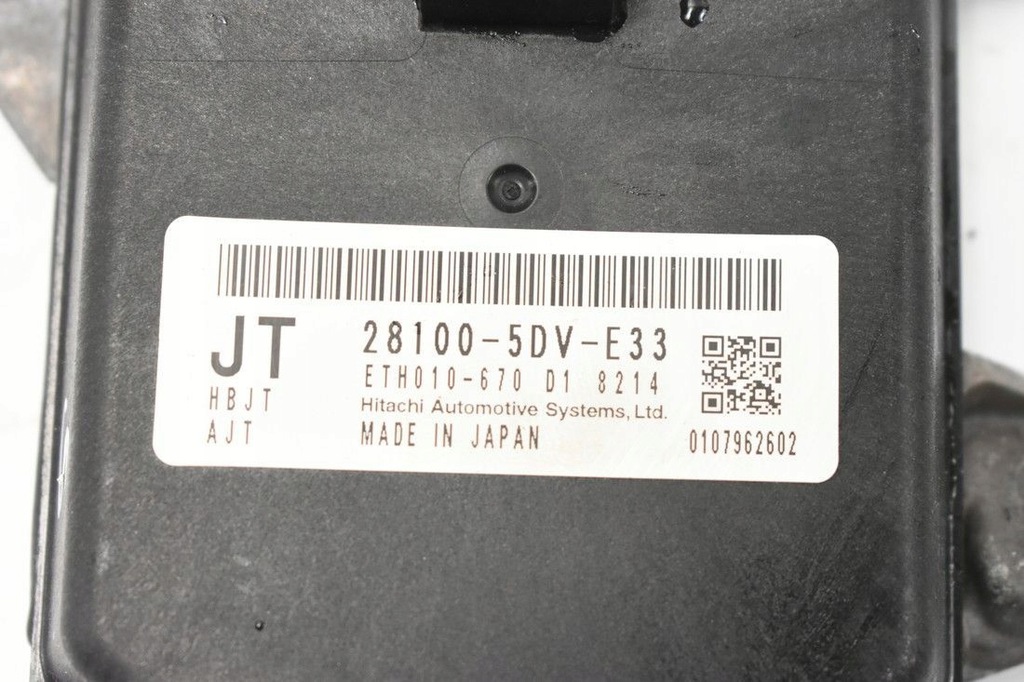 JT
28100-5DV-E33
ETH010-670 D1 8214
HBJT
Hitachi Automotive Systems, Ltd.
AJT
MADE IN JAPAN
0107962602